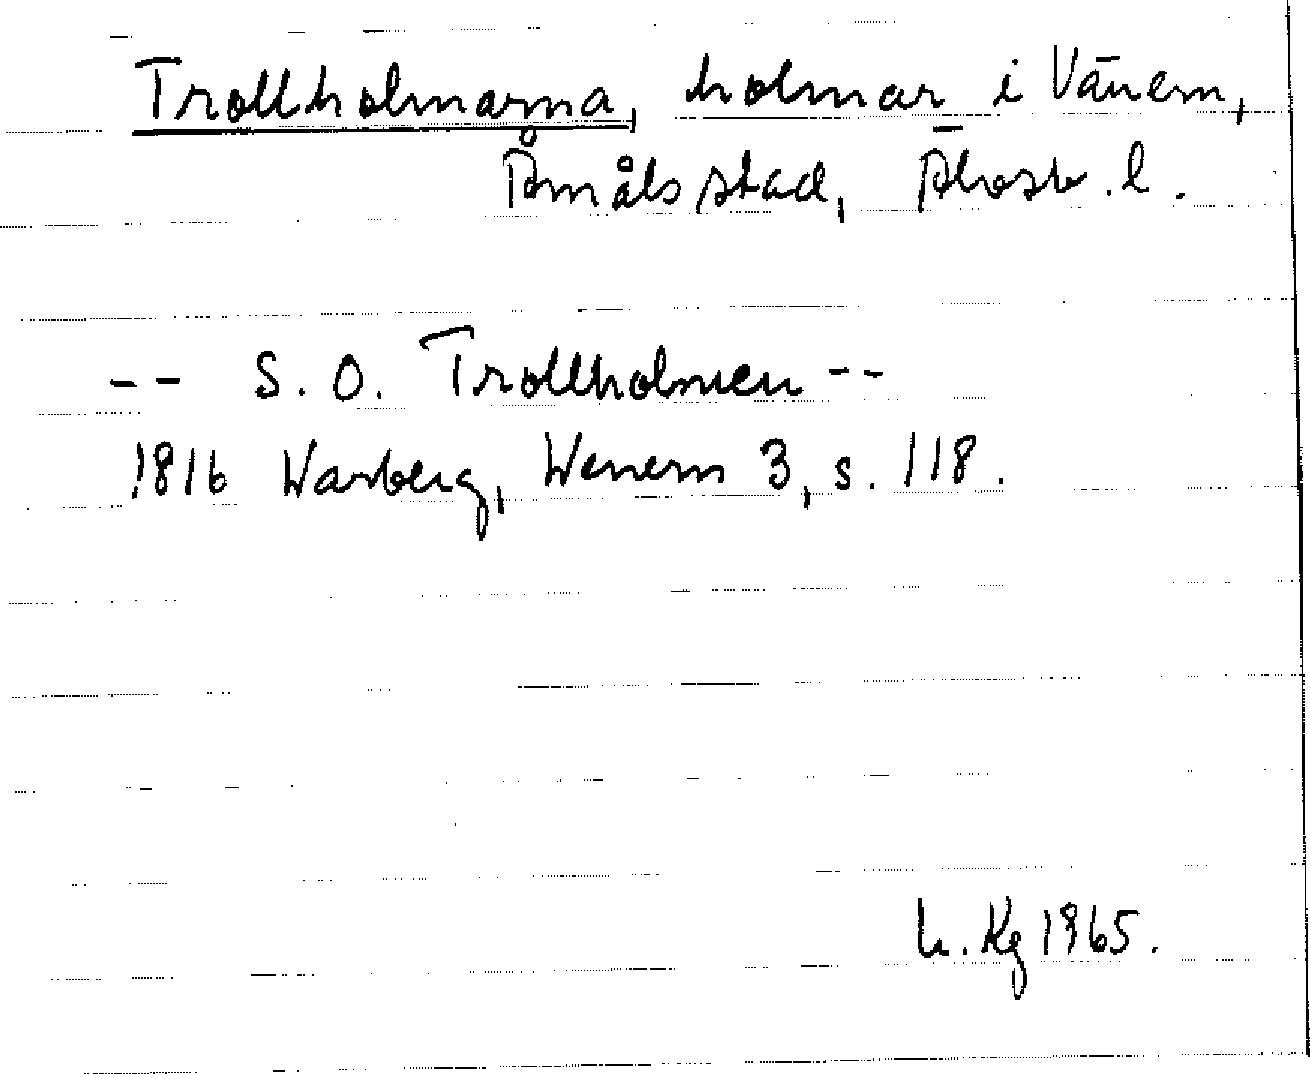 Trollholmarna, holmar i Vänern,
Åmåls stad, Älvsb. l.
-- S. O. Trollholmen --
1816 Warberg, Wenern 3, s. 118.
L. Kg 1965.